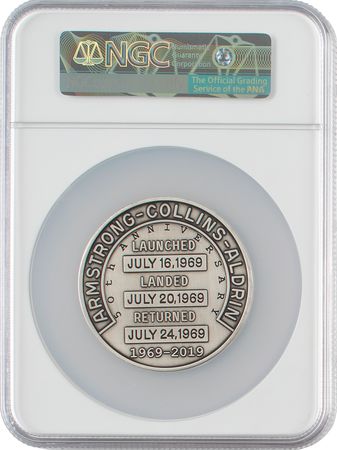 NGC
Numismatic
Guaranty
Corporation
The Official Grading
Service of the ANA
ARMSTRONG-COLLINS-ALDRIN
50TH ANNIVERSARY
LAUNCHED
JULY 16,1969
LANDED
JULY 20,1969
RETURNED
JULY 24,1969
1969-2019